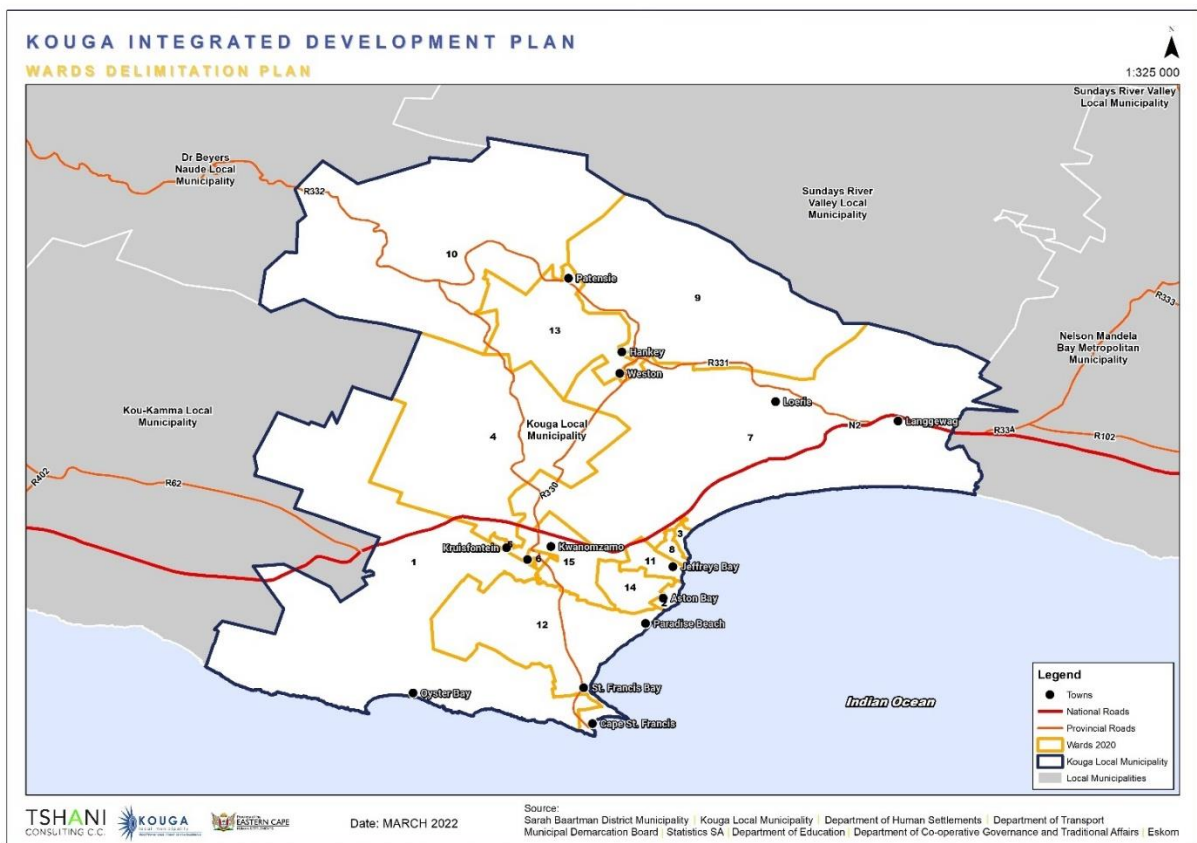 KOUGA INTEGRATED DEVELOPMENT PLAN
WARDS DELIMITATION PLAN
N
1:325 000
Sundays River Valley
Local Municipality
Dr Beyers
Naude Local
Municipality
R332
Sundays River
Valley Local
Municipality
10
Patensie
9
R333
13
Nelson Mandela
Bay Metropolitan
Municipality
Hankey
R331
Weston
Loerie
Kou-Kamma Local
Municipality
Kouga Local
Municipality
4
7
N2
Langgewag
R334
R102
R402
R62
R330
3
Kruisfontein
Kwanomzamo
8
1
6
15
11
Jeffreys Bay
14
2
Aston Bay
12
Paradise Beach
St. Francis Bay
Oyster Bay
Cape St. Francis
Indian Ocean
Legend
Towns
National Roads
Provincial Roads
Wards 2020
Kouga Local Municipality
Local Municipalities
TSHANI
CONSULTING C.C.
KOUGA
EASTERN CAPE
Date: MARCH 2022
Source:
Sarah Baartman District Municipality | Kouga Local Municipality | Department of Human Settlements | Department of Transport
Municipal Demarcation Board | Statistics SA | Department of Education | Department of Co-operative Governance and Traditional Affairs | Eskom